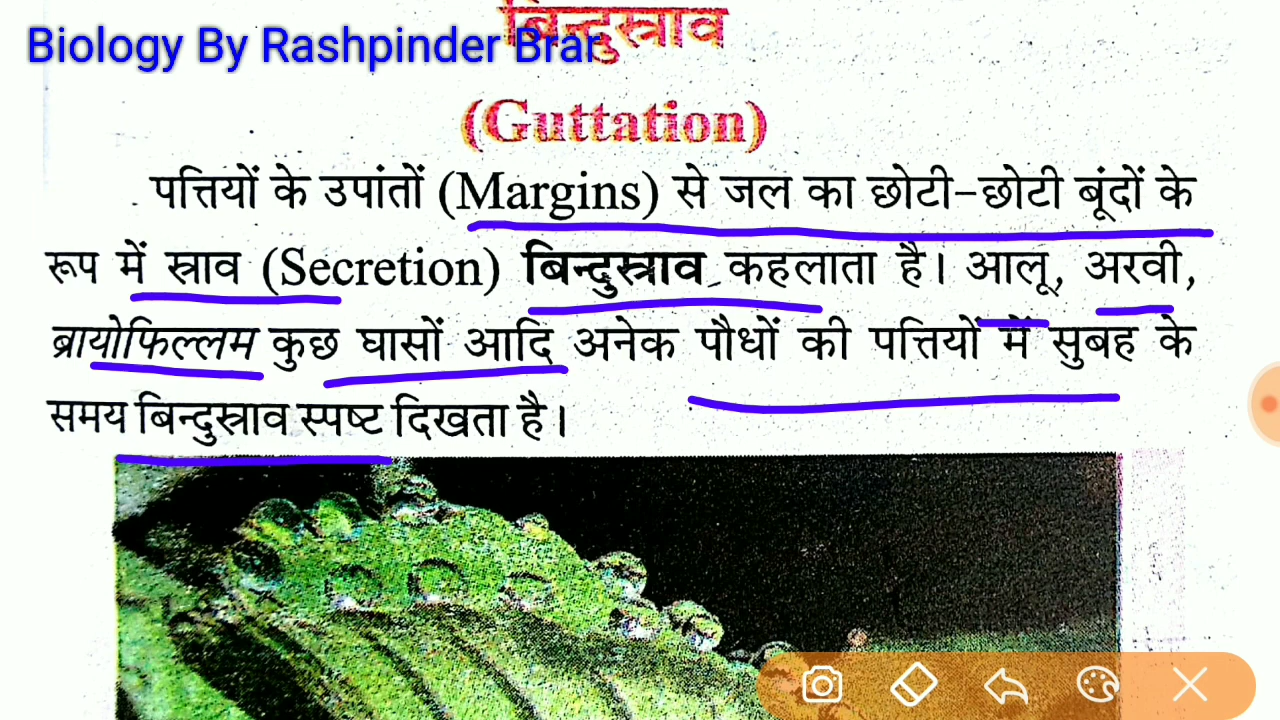 बिन्दुस्राव
Biology By Rashpinder Brar
(Guttation)
पत्तियों के उपांतों (Margins) से जल का छोटी-छोटी बूंदों के
रूप में स्राव (Secretion) बिन्दुस्राव कहलाता है। आलू, अरवी,
ब्रायोफिल्लम कुछ घासों आदि अनेक पौधों की पत्तियों में सुबह के
समय बिन्दुस्राव स्पष्ट दिखता है।